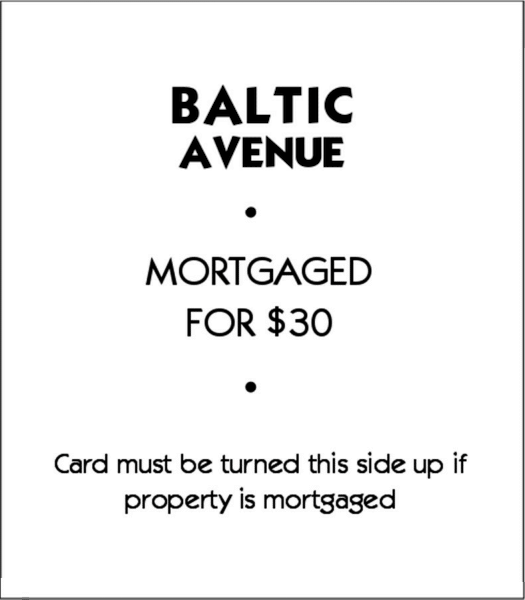 BALTIC
AVENUE
•
MORTGAGED
FOR $30
•
Card must be turned this side up if
property is mortgaged